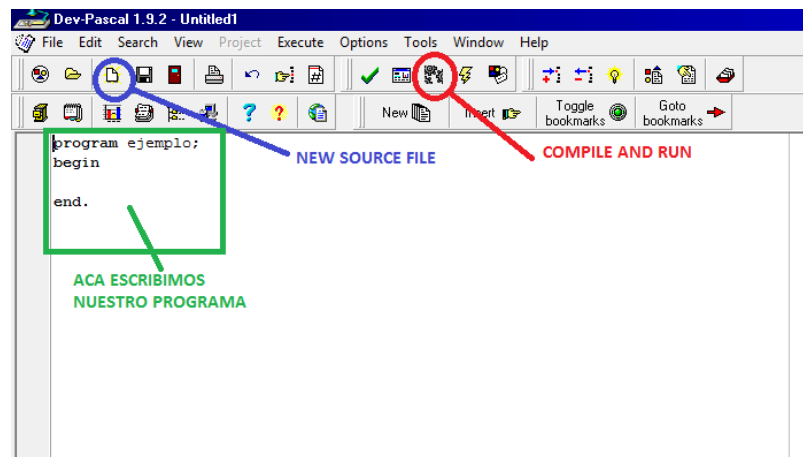 Dev-Pascal 1.9.2 - Untitled1
File Edit Search View Project Execute Options Tools Window Help
New Insert Toggle bookmarks Goto bookmarks
program ejemplo;
begin
end.
NEW SOURCE FILE
COMPILE AND RUN
ACA ESCRIBIMOS
NUESTRO PROGRAMA